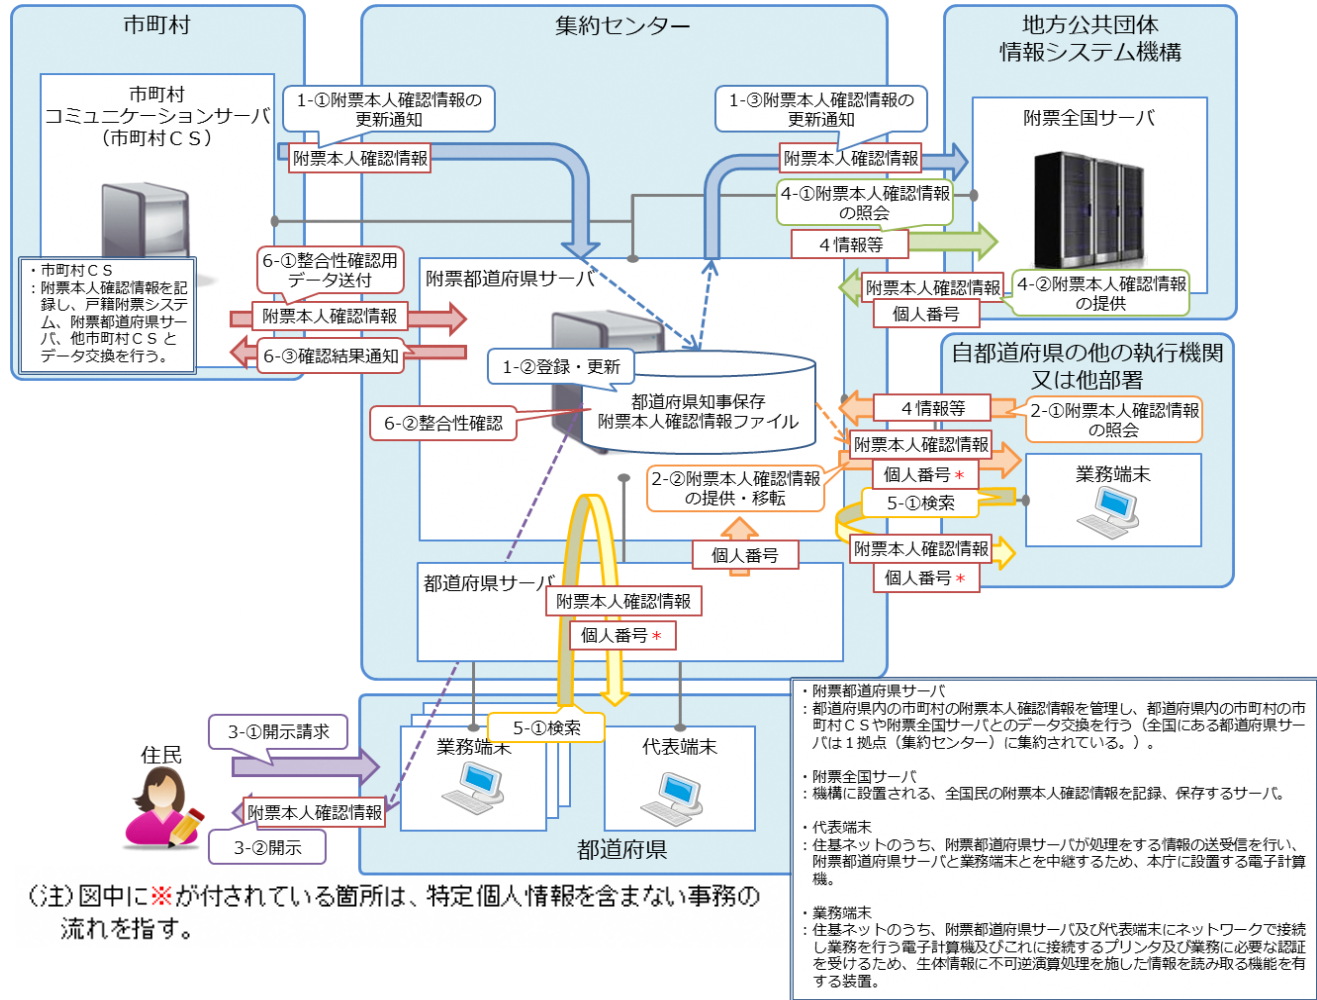 市町村
集約センター
地方公共団体
情報システム機構
市町村
コミュニケーションサーバ
（市町村ＣＳ）
1-①附票本人確認情報の
更新通知
附票本人確認情報
1-③附票本人確認情報の
更新通知
附票本人確認情報
附票全国サーバ
4-①附票本人確認情報
の照会
４情報等
・市町村ＣＳ
：附票本人確認情報を記
録し、戸籍附票システ
ム、附票都道府県サー
バ、他市町村ＣＳと
データ交換を行う。
6-①整合性確認用
データ送付
附票本人確認情報
6-③確認結果通知
附票都道府県サーバ
附票本人確認情報
個人番号
4-②附票本人確認情報
の提供
1-②登録・更新
6-②整合性確認
都道府県知事保存
附票本人確認情報ファイル
自都道府県の他の執行機関
又は他部署
４情報等
2-①附票本人確認情報
の照会
附票本人確認情報
個人番号＊
2-②附票本人確認情報
の提供・移転
業務端末
5-①検索
附票本人確認情報
個人番号＊
個人番号
都道府県サーバ
附票本人確認情報
個人番号＊
5-①検索
業務端末
代表端末
都道府県
住民
3-①開示請求
附票本人確認情報
3-②開示
・附票都道府県サーバ
：都道府県内の市町村の附票本人確認情報を管理し、都道府県内の市町村の市
町村ＣＳや附票全国サーバとのデータ交換を行う（全国にある都道府県サー
バは１拠点（集約センター）に集約されている。）。
・附票全国サーバ
：機構に設置される、全国民の附票本人確認情報を記録、保存するサーバ。
・代表端末
：住基ネットのうち、附票都道府県サーバが処理をする情報の送受信を行い、
附票都道府県サーバと業務端末とを中継するため、本庁に設置する電子計算
機。
・業務端末
：住基ネットのうち、附票都道府県サーバ及び代表端末にネットワークで接続
し業務を行う電子計算機及びこれに接続するプリンタ及び業務に必要な認証
を受けるため、生体情報に不可逆演算処理を施した情報を読み取る機能を有
する装置。
（注）図中に※が付されている箇所は、特定個人情報を含まない事務の
流れを指す。